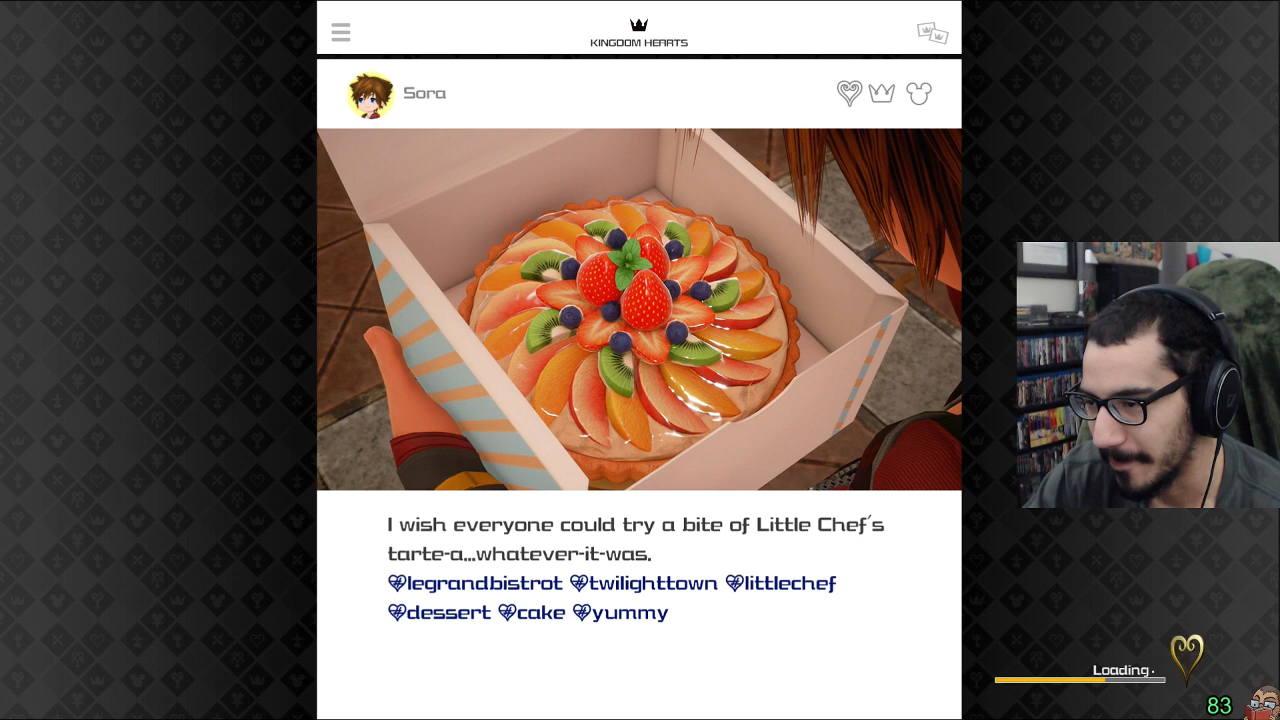 KINGDOM HEARTS
Sora
I wish everyone could try a bite of Little Chef's
tarte-a...whatever-it-was.
#legrandbistrot #twilighttown #littlechef
#dessert #cake #yummy
Loading.
83